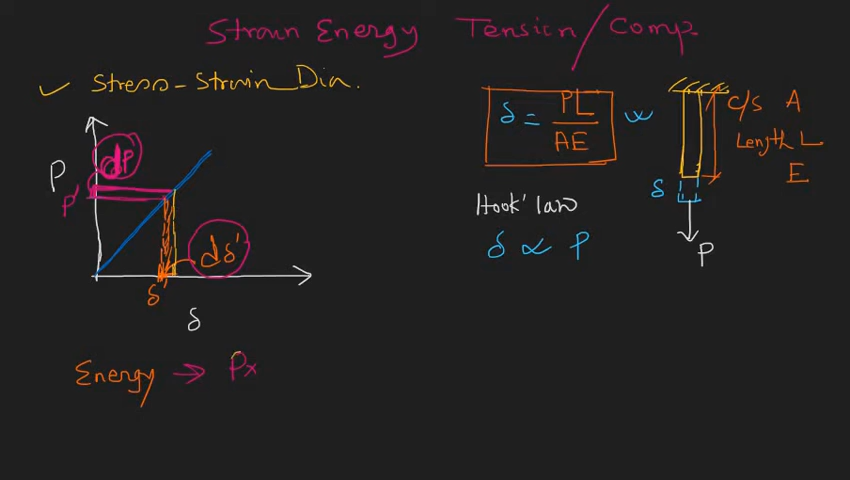 Strain Energy Tension/Comp.
✓ Stress-Strain Dia.
P
dP
P'
dδ'
δ
δ
Energy → Px
δ = PL/AE
Hook' law
δ ∝ P
C/S A
Length L
E
δ
P